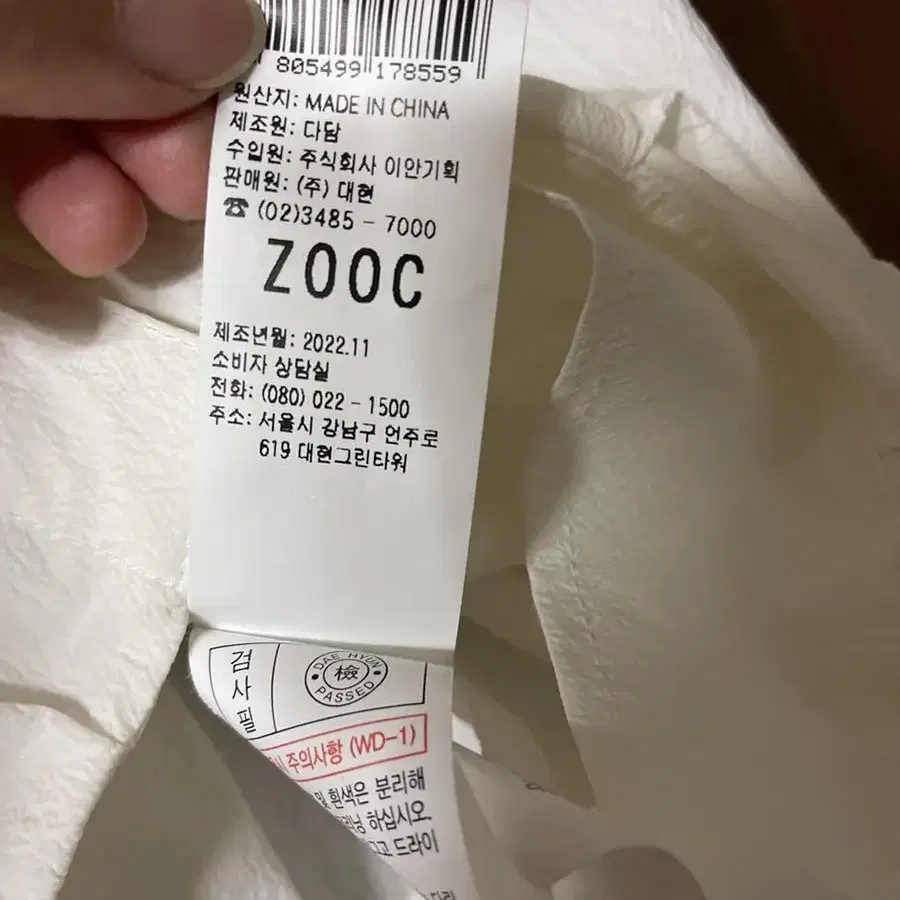 805499 178559
원산지: MADE IN CHINA
제조원: 다담
수입원: 주식회사 이안기획
판매원: (주) 대현
☎ (02)3485 - 7000
ZOOC
제조년월: 2022.11
소비자 상담실
전화: (080) 022 - 1500
주소: 서울시 강남구 언주로
619 대현그린타워
검사필
DAE HYUN
檢
PASSED
주의사항 (WD-1)
및 흰색은 분리해
하십시오.
드라이